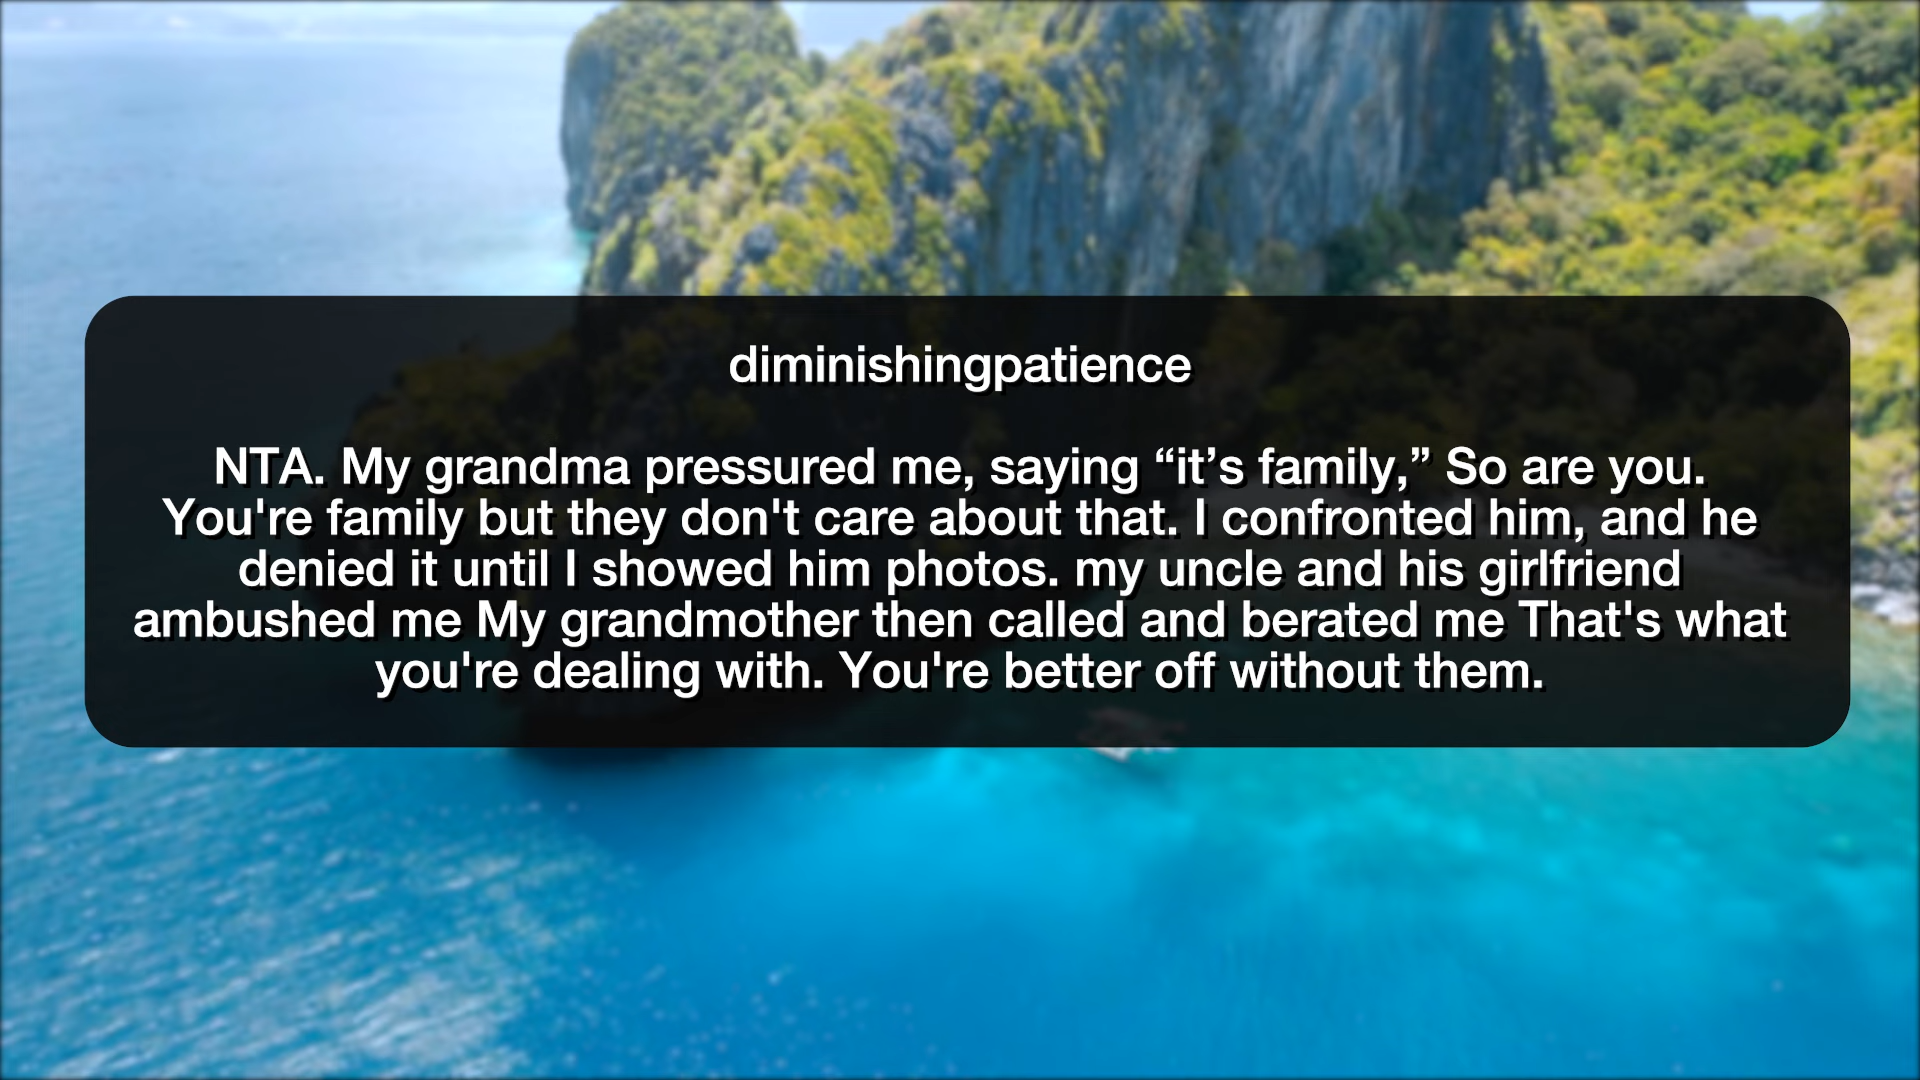 diminishingpatience
NTA. My grandma pressured me, saying “it’s family,” So are you.
You're family but they don't care about that. I confronted him, and he
denied it until I showed him photos. my uncle and his girlfriend
ambushed me My grandmother then called and berated me That's what
you're dealing with. You're better off without them.